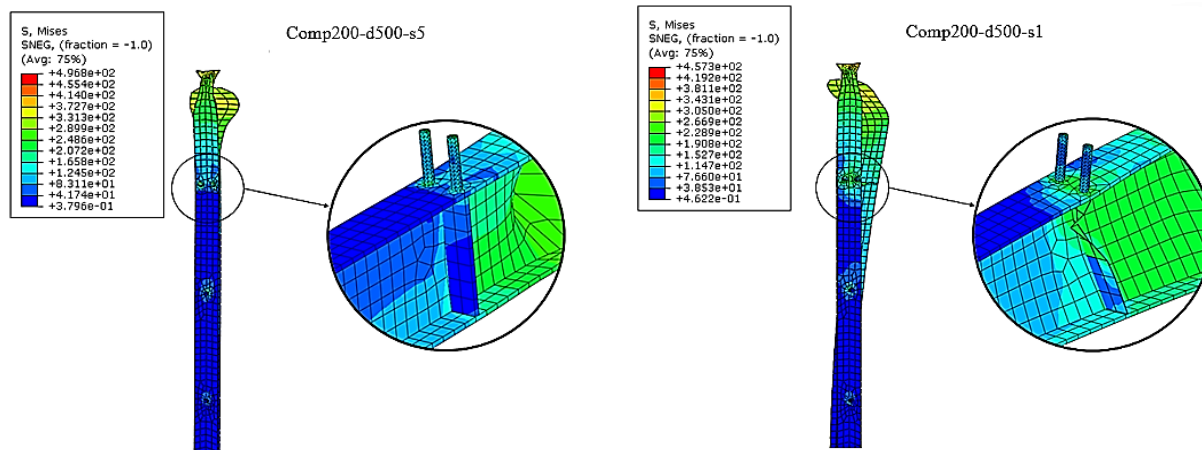 Comp200-d500-s5
S, Mises
SNEG, (fraction = -1.0)
(Avg: 75%)
+4.968e+02
+4.554e+02
+4.140e+02
+3.727e+02
+3.313e+02
+2.899e+02
+2.486e+02
+2.072e+02
+1.658e+02
+1.245e+02
+8.311e+01
+4.174e+01
+3.796e-01
Comp200-d500-s1
S, Mises
SNEG, (fraction = -1.0)
(Avg: 75%)
+4.573e+02
+4.192e+02
+3.811e+02
+3.431e+02
+3.050e+02
+2.669e+02
+2.289e+02
+1.908e+02
+1.527e+02
+1.147e+02
+7.660e+01
+3.853e+01
+4.622e-01